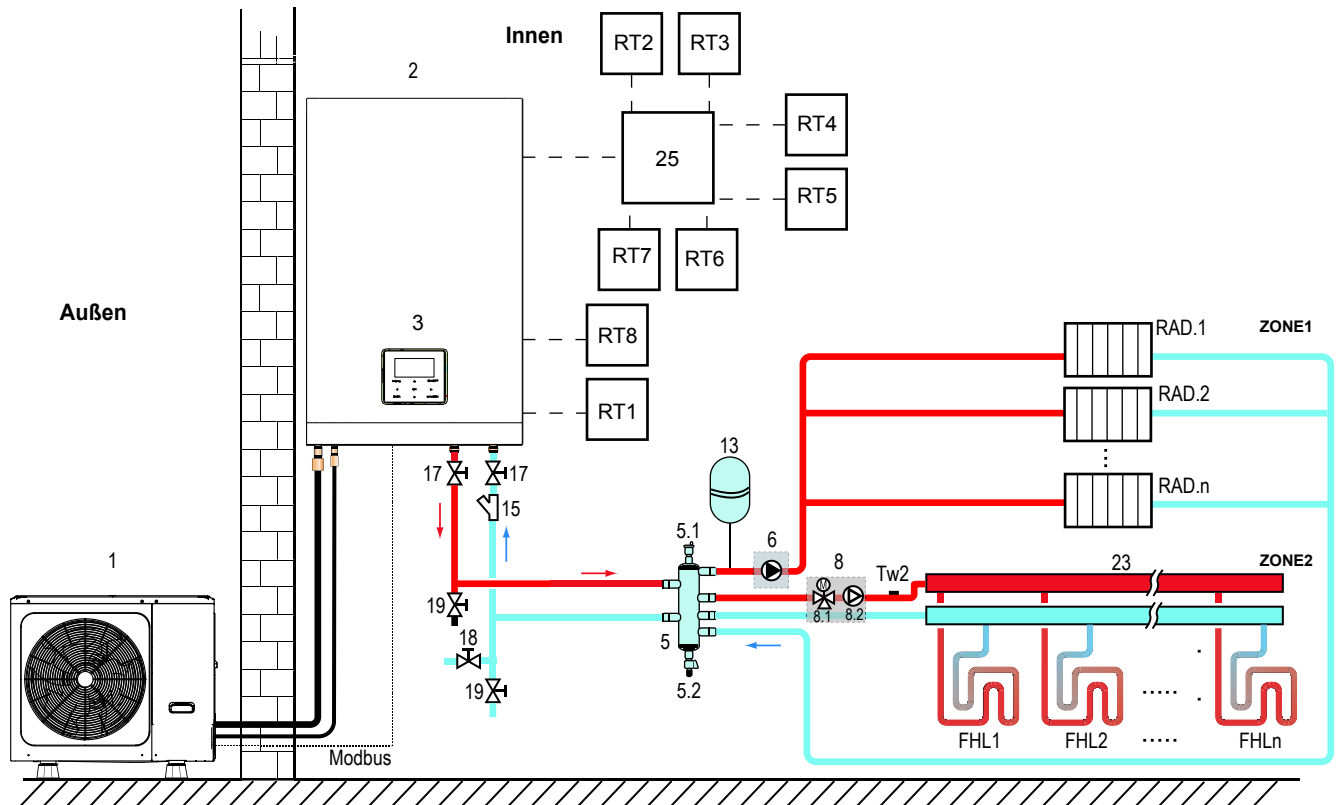 Innen
RT2
RT3
2
RT4
25
RT5
RT7
RT6
Außen
3
RT8
RT1
RAD.1
ZONE1
RAD.2
RAD.n
17
17
13
15
5.1
6
1
8
Tw2
23
ZONE2
M
8.1
8.2
19
5
18
5.2
19
FHL1
FHL2
FHLn
Modbus